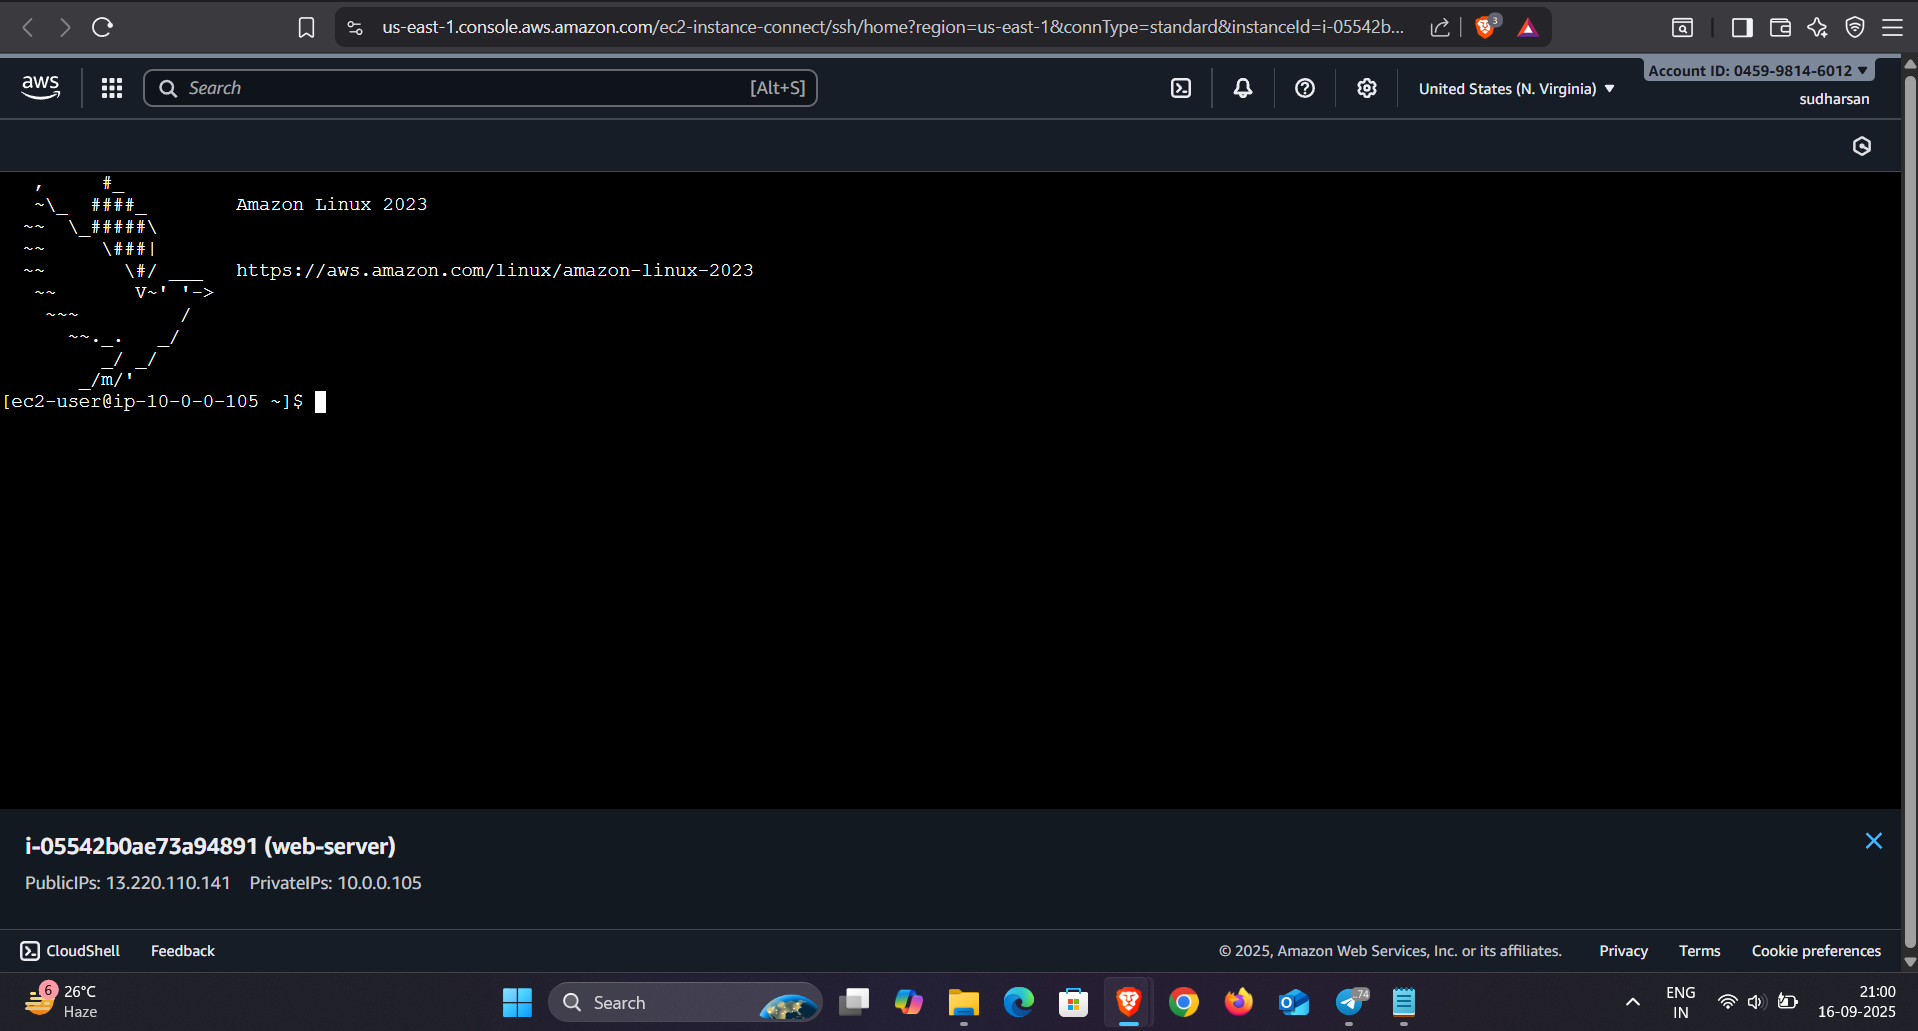 us-east-1.console.aws.amazon.com/ec2-instance-connect/ssh/home?region=us-east-1&connType=standard&instanceId=i-05542b...
3
aws
Search
[Alt+S]
United States (N. Virginia) ▼
Account ID: 0459-9814-6012 ▼
sudharsan
   ,     #_
   ~\_  ####_        Amazon Linux 2023
  ~~  \_#####\
  ~~     \###|
  ~~       \#/ ___   https://aws.amazon.com/linux/amazon-linux-2023
   ~~       V~' '->
    ~~~         /
      ~~._.   _/
         _/ _/
       _/m/'
[ec2-user@ip-10-0-0-105 ~]$
i-05542b0ae73a94891 (web-server)
PublicIPs: 13.220.110.141 PrivateIPs: 10.0.0.105
CloudShell
Feedback
© 2025, Amazon Web Services, Inc. or its affiliates.
Privacy
Terms
Cookie preferences
6
26°C
Haze
Search
74
ENG
IN
21:00
16-09-2025